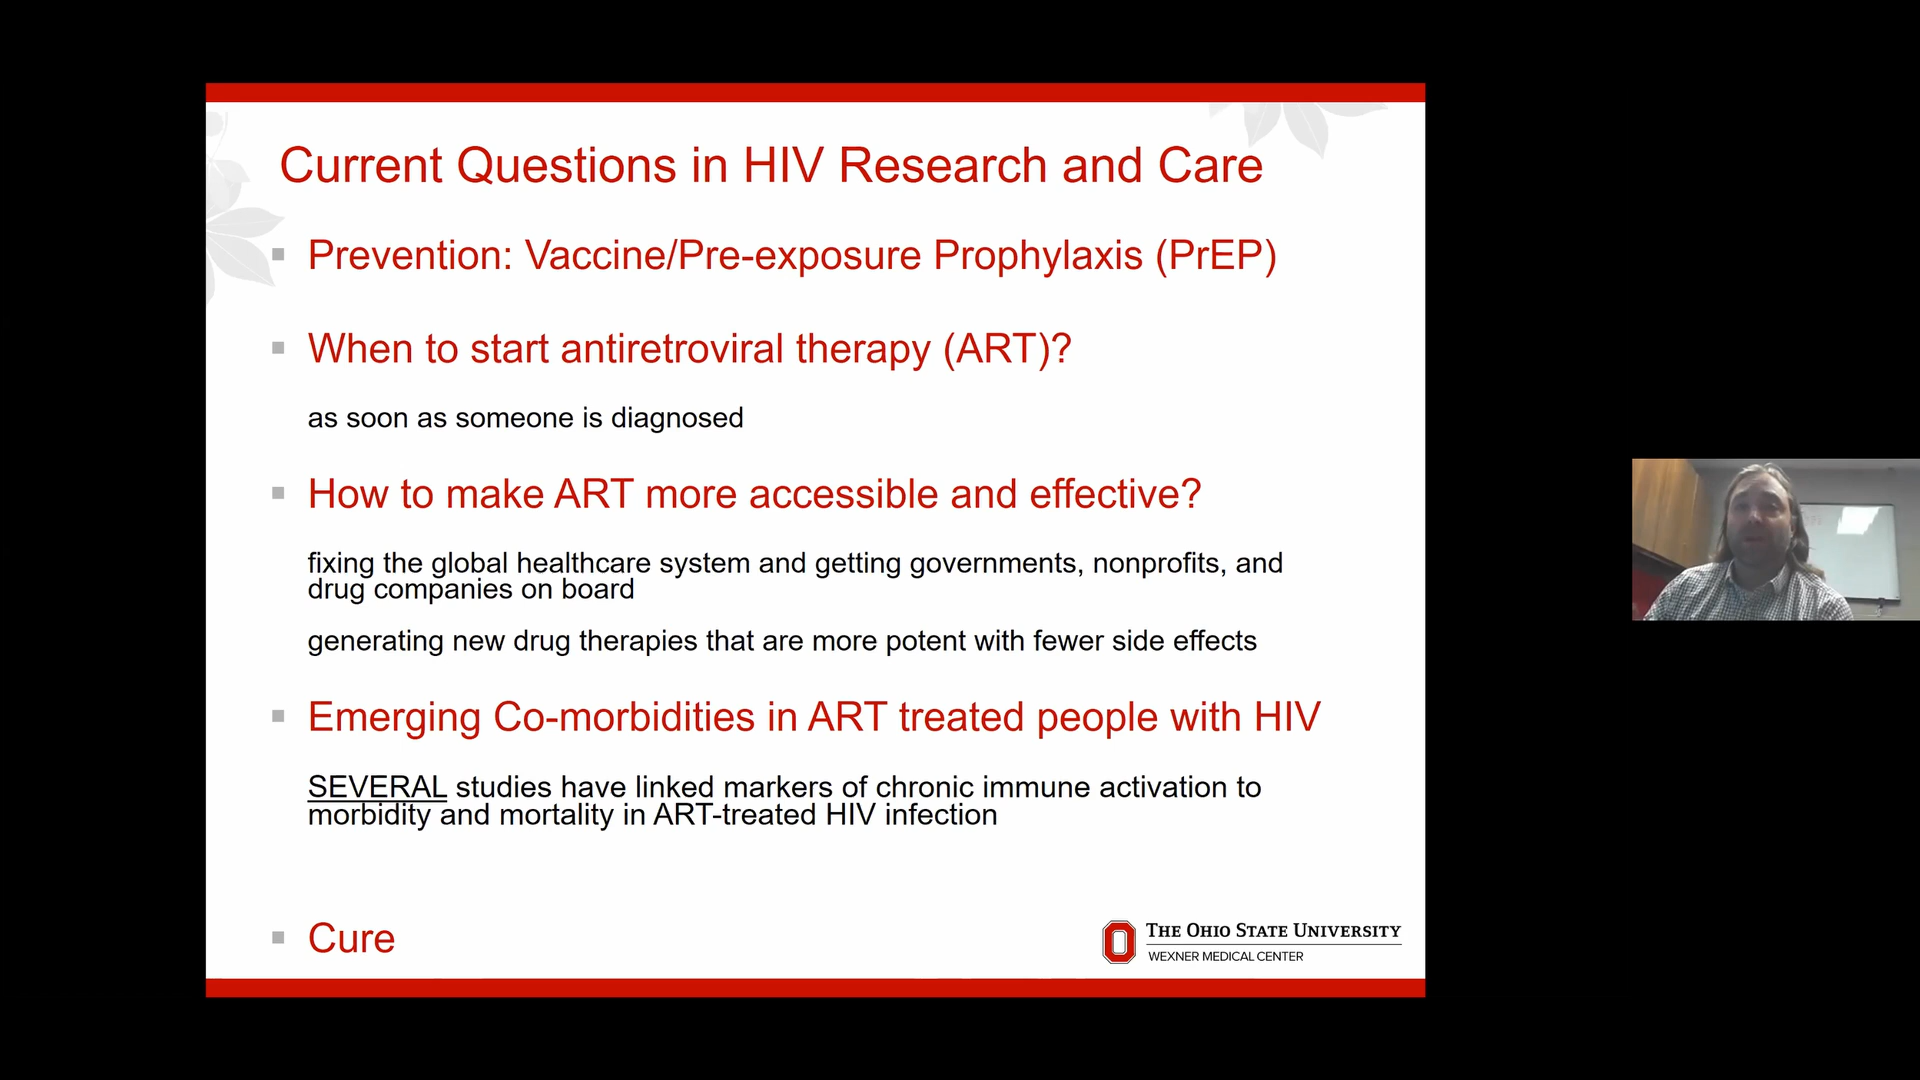 Current Questions in HIV Research and Care
Prevention: Vaccine/Pre-exposure Prophylaxis (PrEP)
When to start antiretroviral therapy (ART)?
as soon as someone is diagnosed
How to make ART more accessible and effective?
fixing the global healthcare system and getting governments, nonprofits, and
drug companies on board
generating new drug therapies that are more potent with fewer side effects
Emerging Co-morbidities in ART treated people with HIV
SEVERAL studies have linked markers of chronic immune activation to
morbidity and mortality in ART-treated HIV infection
Cure
THE OHIO STATE UNIVERSITY
WEXNER MEDICAL CENTER